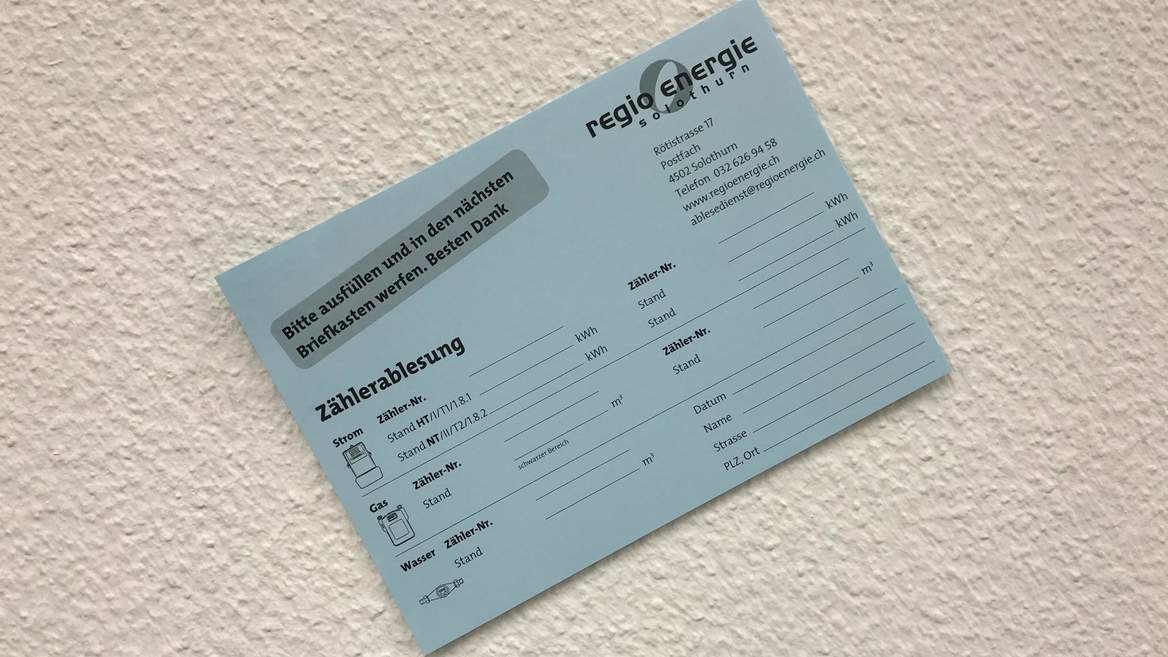 regio energie
solothurn
Rötistrasse 17
Postfach
4502 Solothurn
Telefon 032 626 94 58
www.regioenergie.ch
ablesedienst@regioenergie.ch
Bitte ausfüllen und in den nächsten
Briefkasten werfen. Besten Dank
Zählerablesung
Strom Zähler-Nr.
Stand HT/I/T1/1.8.1 kWh
Stand NT/II/T2/1.8.2 kWh
Zähler-Nr.
Stand kWh
Stand kWh
Gas Zähler-Nr.
Stand m³
schwarzer Bereich
Zähler-Nr.
Stand m³
Wasser Zähler-Nr.
Stand m³
Datum
Name
Strasse
PLZ, Ort